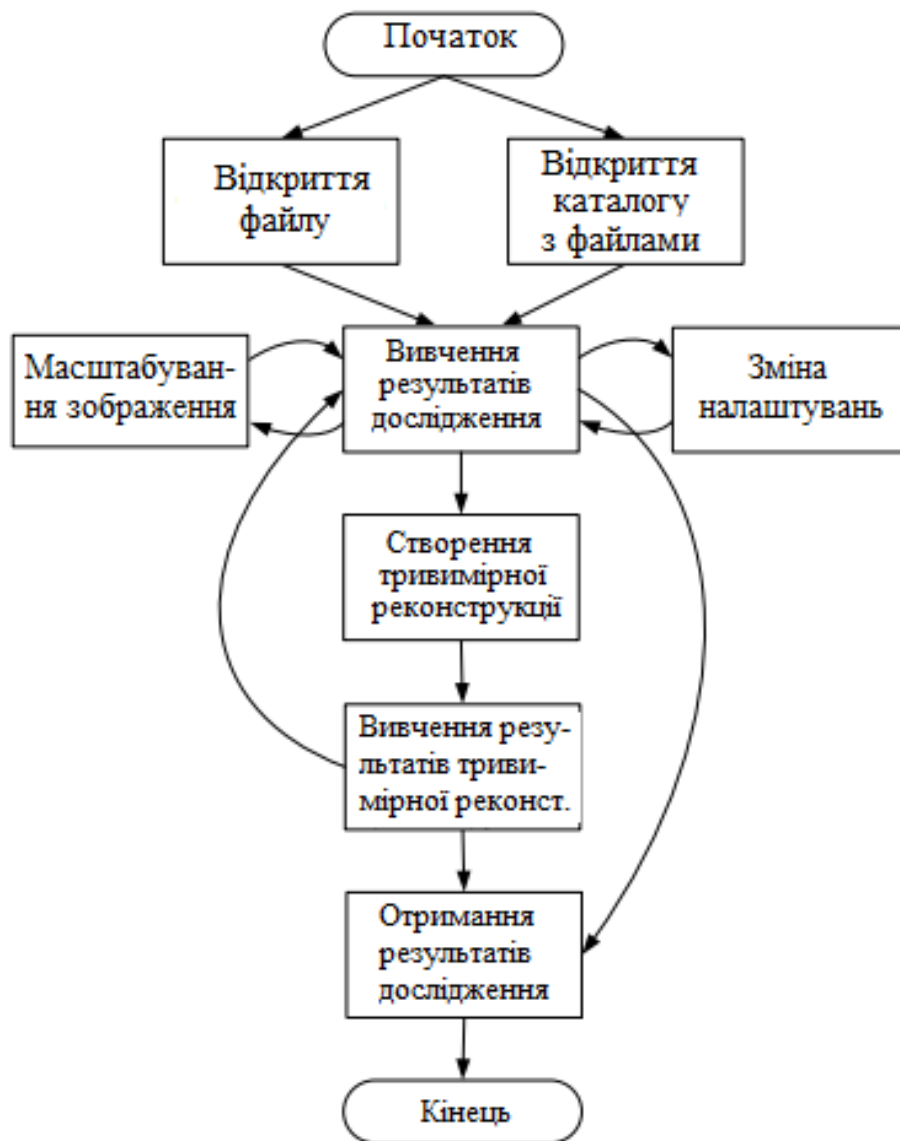 Початок
Відкриття
файлу
Відкриття
каталогу
з файлами
Масштабуван-
ня зображення
Вивчення
результатів
дослідження
Зміна
налаштувань
Створення
тривимірної
реконструкції
Вивчення резу-
льтатів триви-
мірної реконст.
Отримання
результатів
дослідження
Кінець